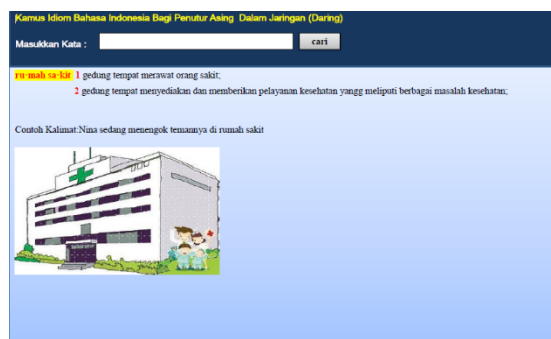 Kamus Idiom Bahasa Indonesia Bagi Penutur Asing Dalam Jaringan (Daring)
Masukkan Kata :
cari
ru·mah sa·kit 1 gedung tempat merawat orang sakit;
2 gedung tempat menyediakan dan memberikan pelayanan kesehatan yangg meliputi berbagai masalah kesehatan;
Contoh Kalimat:Nina sedang menengok temannya di rumah sakit